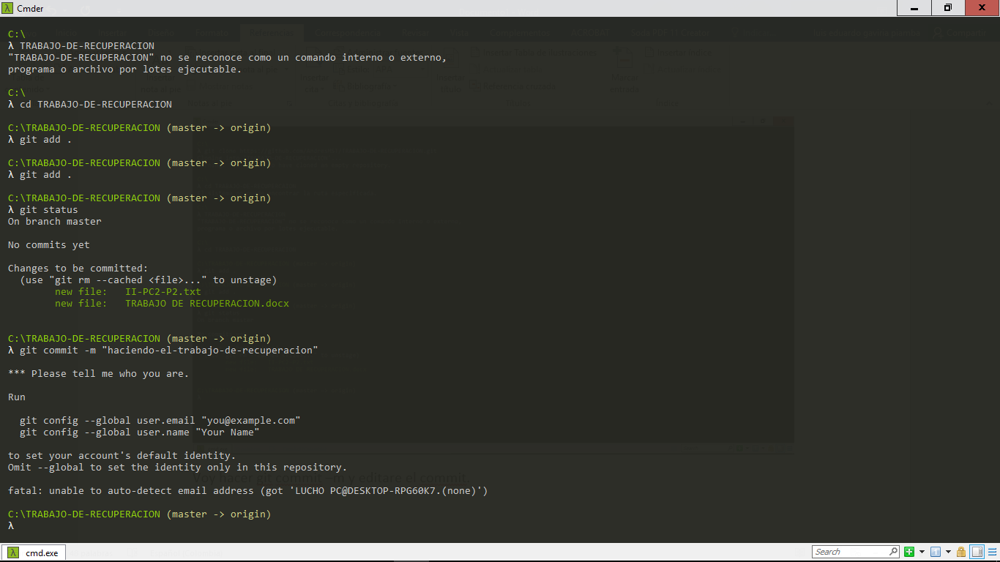 Cmder
C:\
λ TRABAJO-DE-RECUPERACION
"TRABAJO-DE-RECUPERACION" no se reconoce como un comando interno o externo,
programa o archivo por lotes ejecutable.
C:\
λ cd TRABAJO-DE-RECUPERACION
C:\TRABAJO-DE-RECUPERACION (master -> origin)
λ git add .
C:\TRABAJO-DE-RECUPERACION (master -> origin)
λ git add .
C:\TRABAJO-DE-RECUPERACION (master -> origin)
λ git status
On branch master
No commits yet
Changes to be committed:
(use "git rm --cached <file>..." to unstage)
new file:   II-PC2-P2.txt
new file:   TRABAJO DE RECUPERACION.docx
C:\TRABAJO-DE-RECUPERACION (master -> origin)
λ git commit -m "haciendo-el-trabajo-de-recuperacion"
*** Please tell me who you are.
Run
git config --global user.email "you@example.com"
git config --global user.name "Your Name"
to set your account's default identity.
Omit --global to set the identity only in this repository.
Voy hacer git commit -m y editare el commit
fatal: unable to auto-detect email address (got 'LUCHO PC@DESKTOP-RPG60K7.(none)')
C:\TRABAJO-DE-RECUPERACION (master -> origin)
λ
cmd.exe
Search